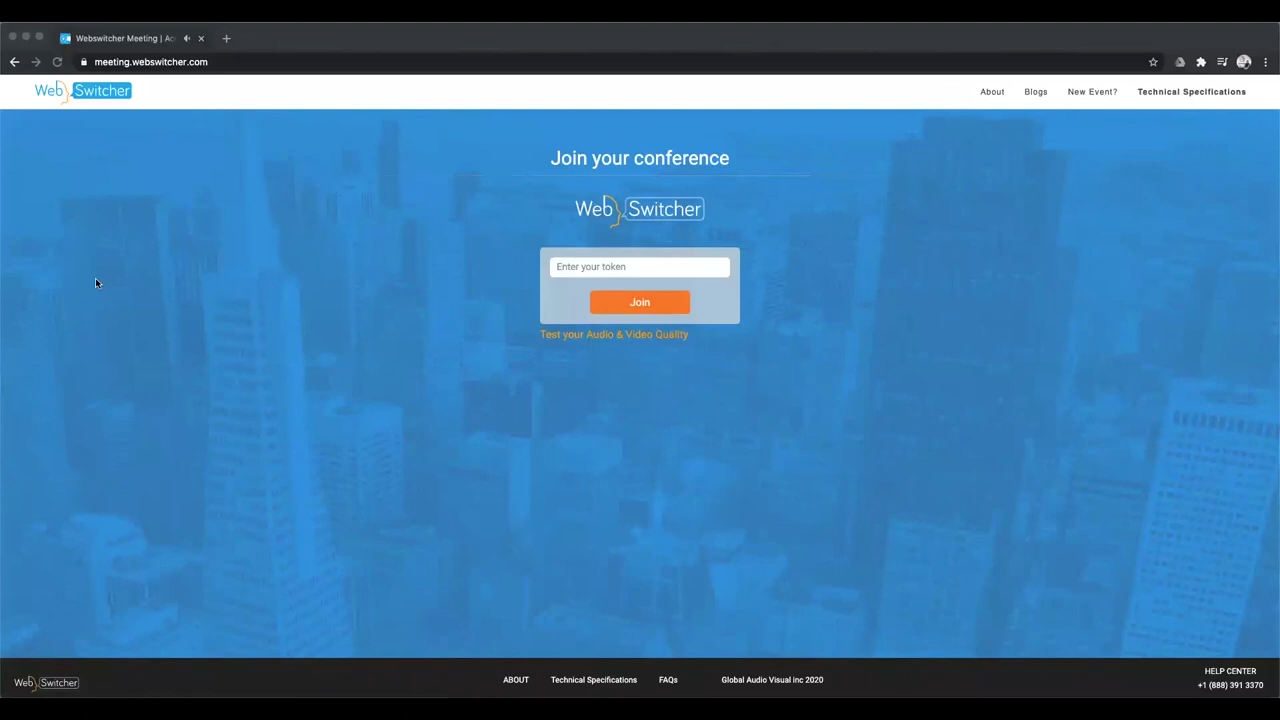 Webswitcher Meeting | Ac
meeting.webswitcher.com
Web Switcher
About
Blogs
New Event?
Technical Specifications
Join your conference
Web Switcher
Enter your token
Join
Test your Audio & Video Quality
Web Switcher
ABOUT
Technical Specifications
FAQs
Global Audio Visual inc 2020
HELP CENTER
+1 (888) 391 3370